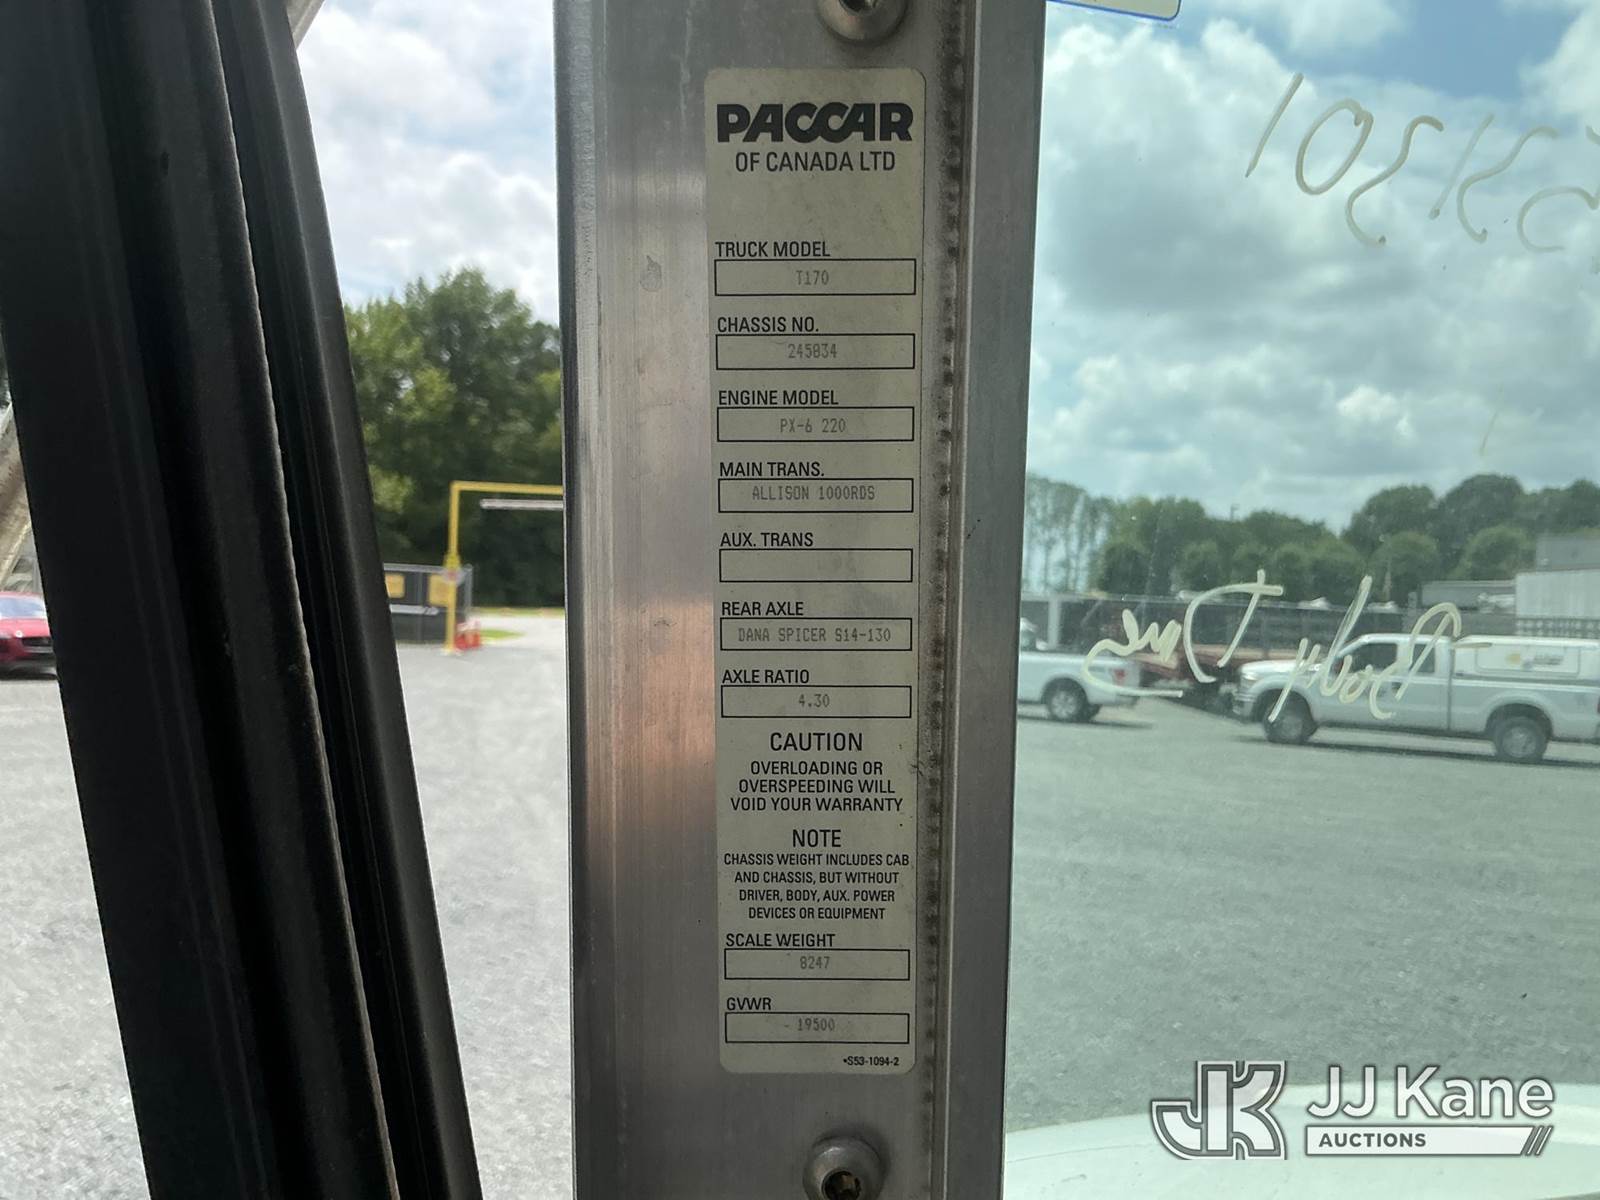 PACCAR
OF CANADA LTD
TRUCK MODEL
T170
CHASSIS NO.
245834
ENGINE MODEL
PX-6 220
MAIN TRANS.
ALLISON 1000RDS
AUX. TRANS
REAR AXLE
DANA SPICER S14-130
AXLE RATIO
4.30
CAUTION
OVERLOADING OR
OVERSPEEDING WILL
VOID YOUR WARRANTY
NOTE
CHASSIS WEIGHT INCLUDES CAB
AND CHASSIS, BUT WITHOUT
DRIVER, BODY, AUX. POWER
DEVICES OR EQUIPMENT
SCALE WEIGHT
8247
GVWR
- 19500
*S53-1094-2
JK
JJ Kane
AUCTIONS